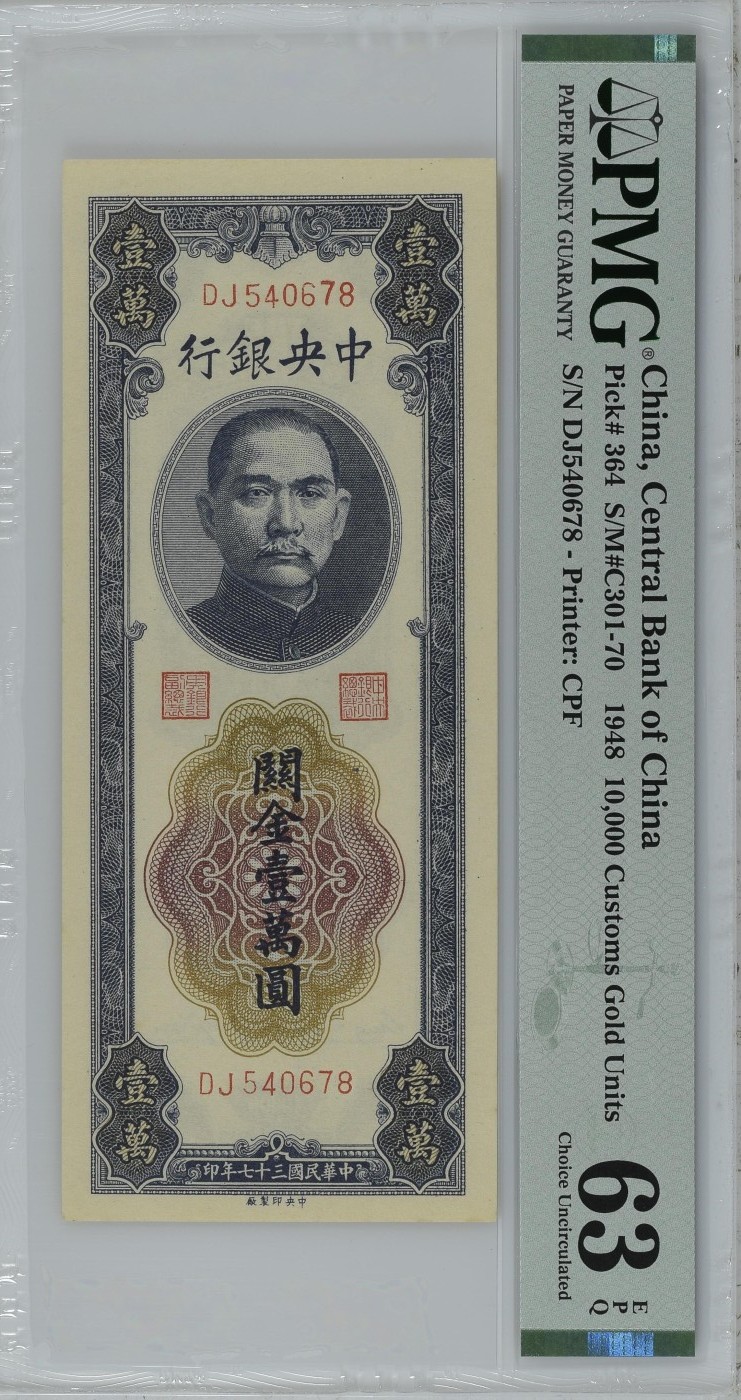 壹萬
壹萬
DJ540678
行銀央中
關金壹萬圓
DJ540678
壹萬
壹萬
印年七十三國民華中
廠製印央中
PMG®
PAPER MONEY GUARANTY
China, Central Bank of China
Pick# 364 S/M#C301-70 1948 10,000 Customs Gold Units
S/N DJ540678 - Printer: CPF
63 EPQ
Choice Uncirculated